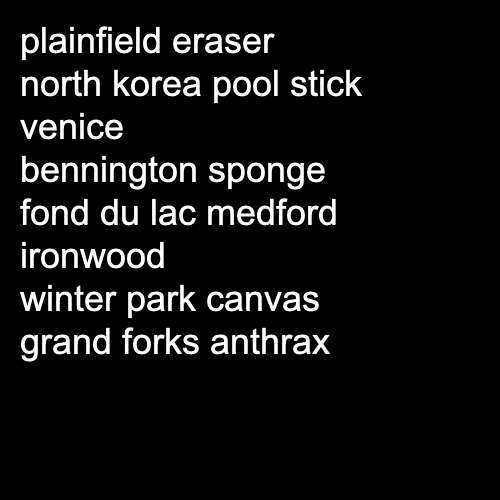 plainfield eraser
north korea pool stick
venice
bennington sponge
fond du lac medford
ironwood
winter park canvas
grand forks anthrax